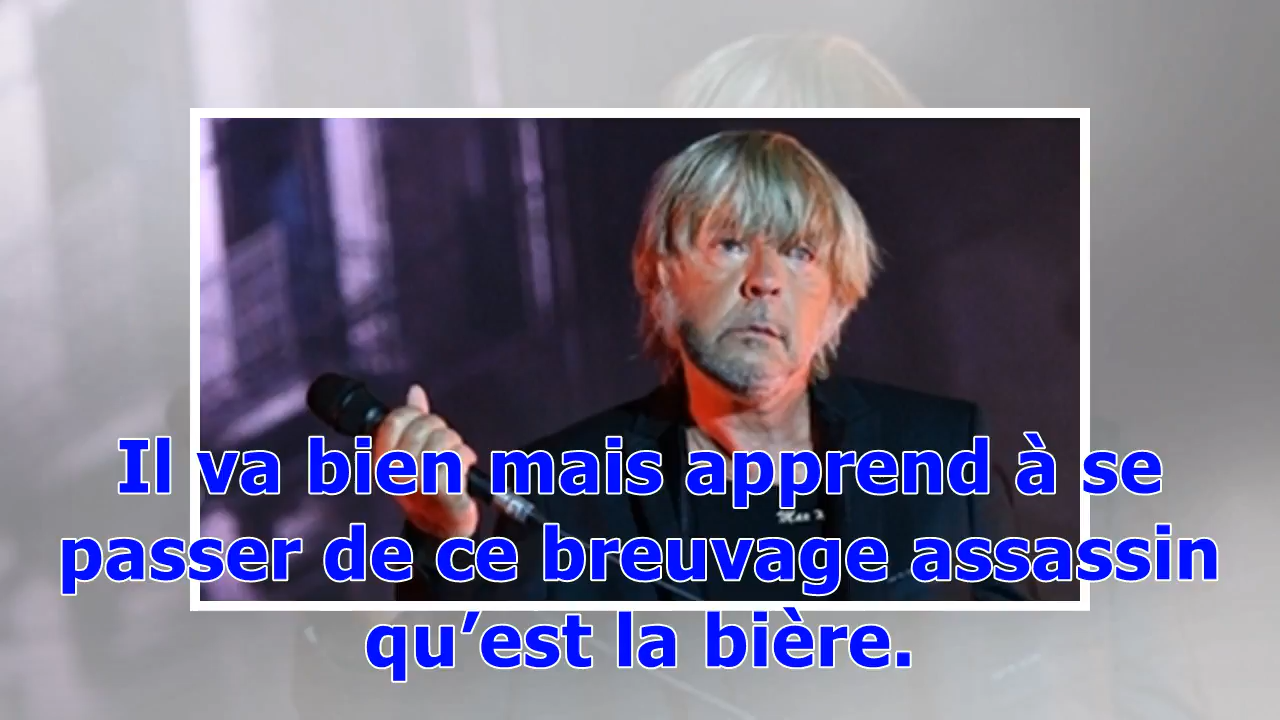 Il va bien mais apprend à se
passer de ce breuvage assassin
qu’est la bière.